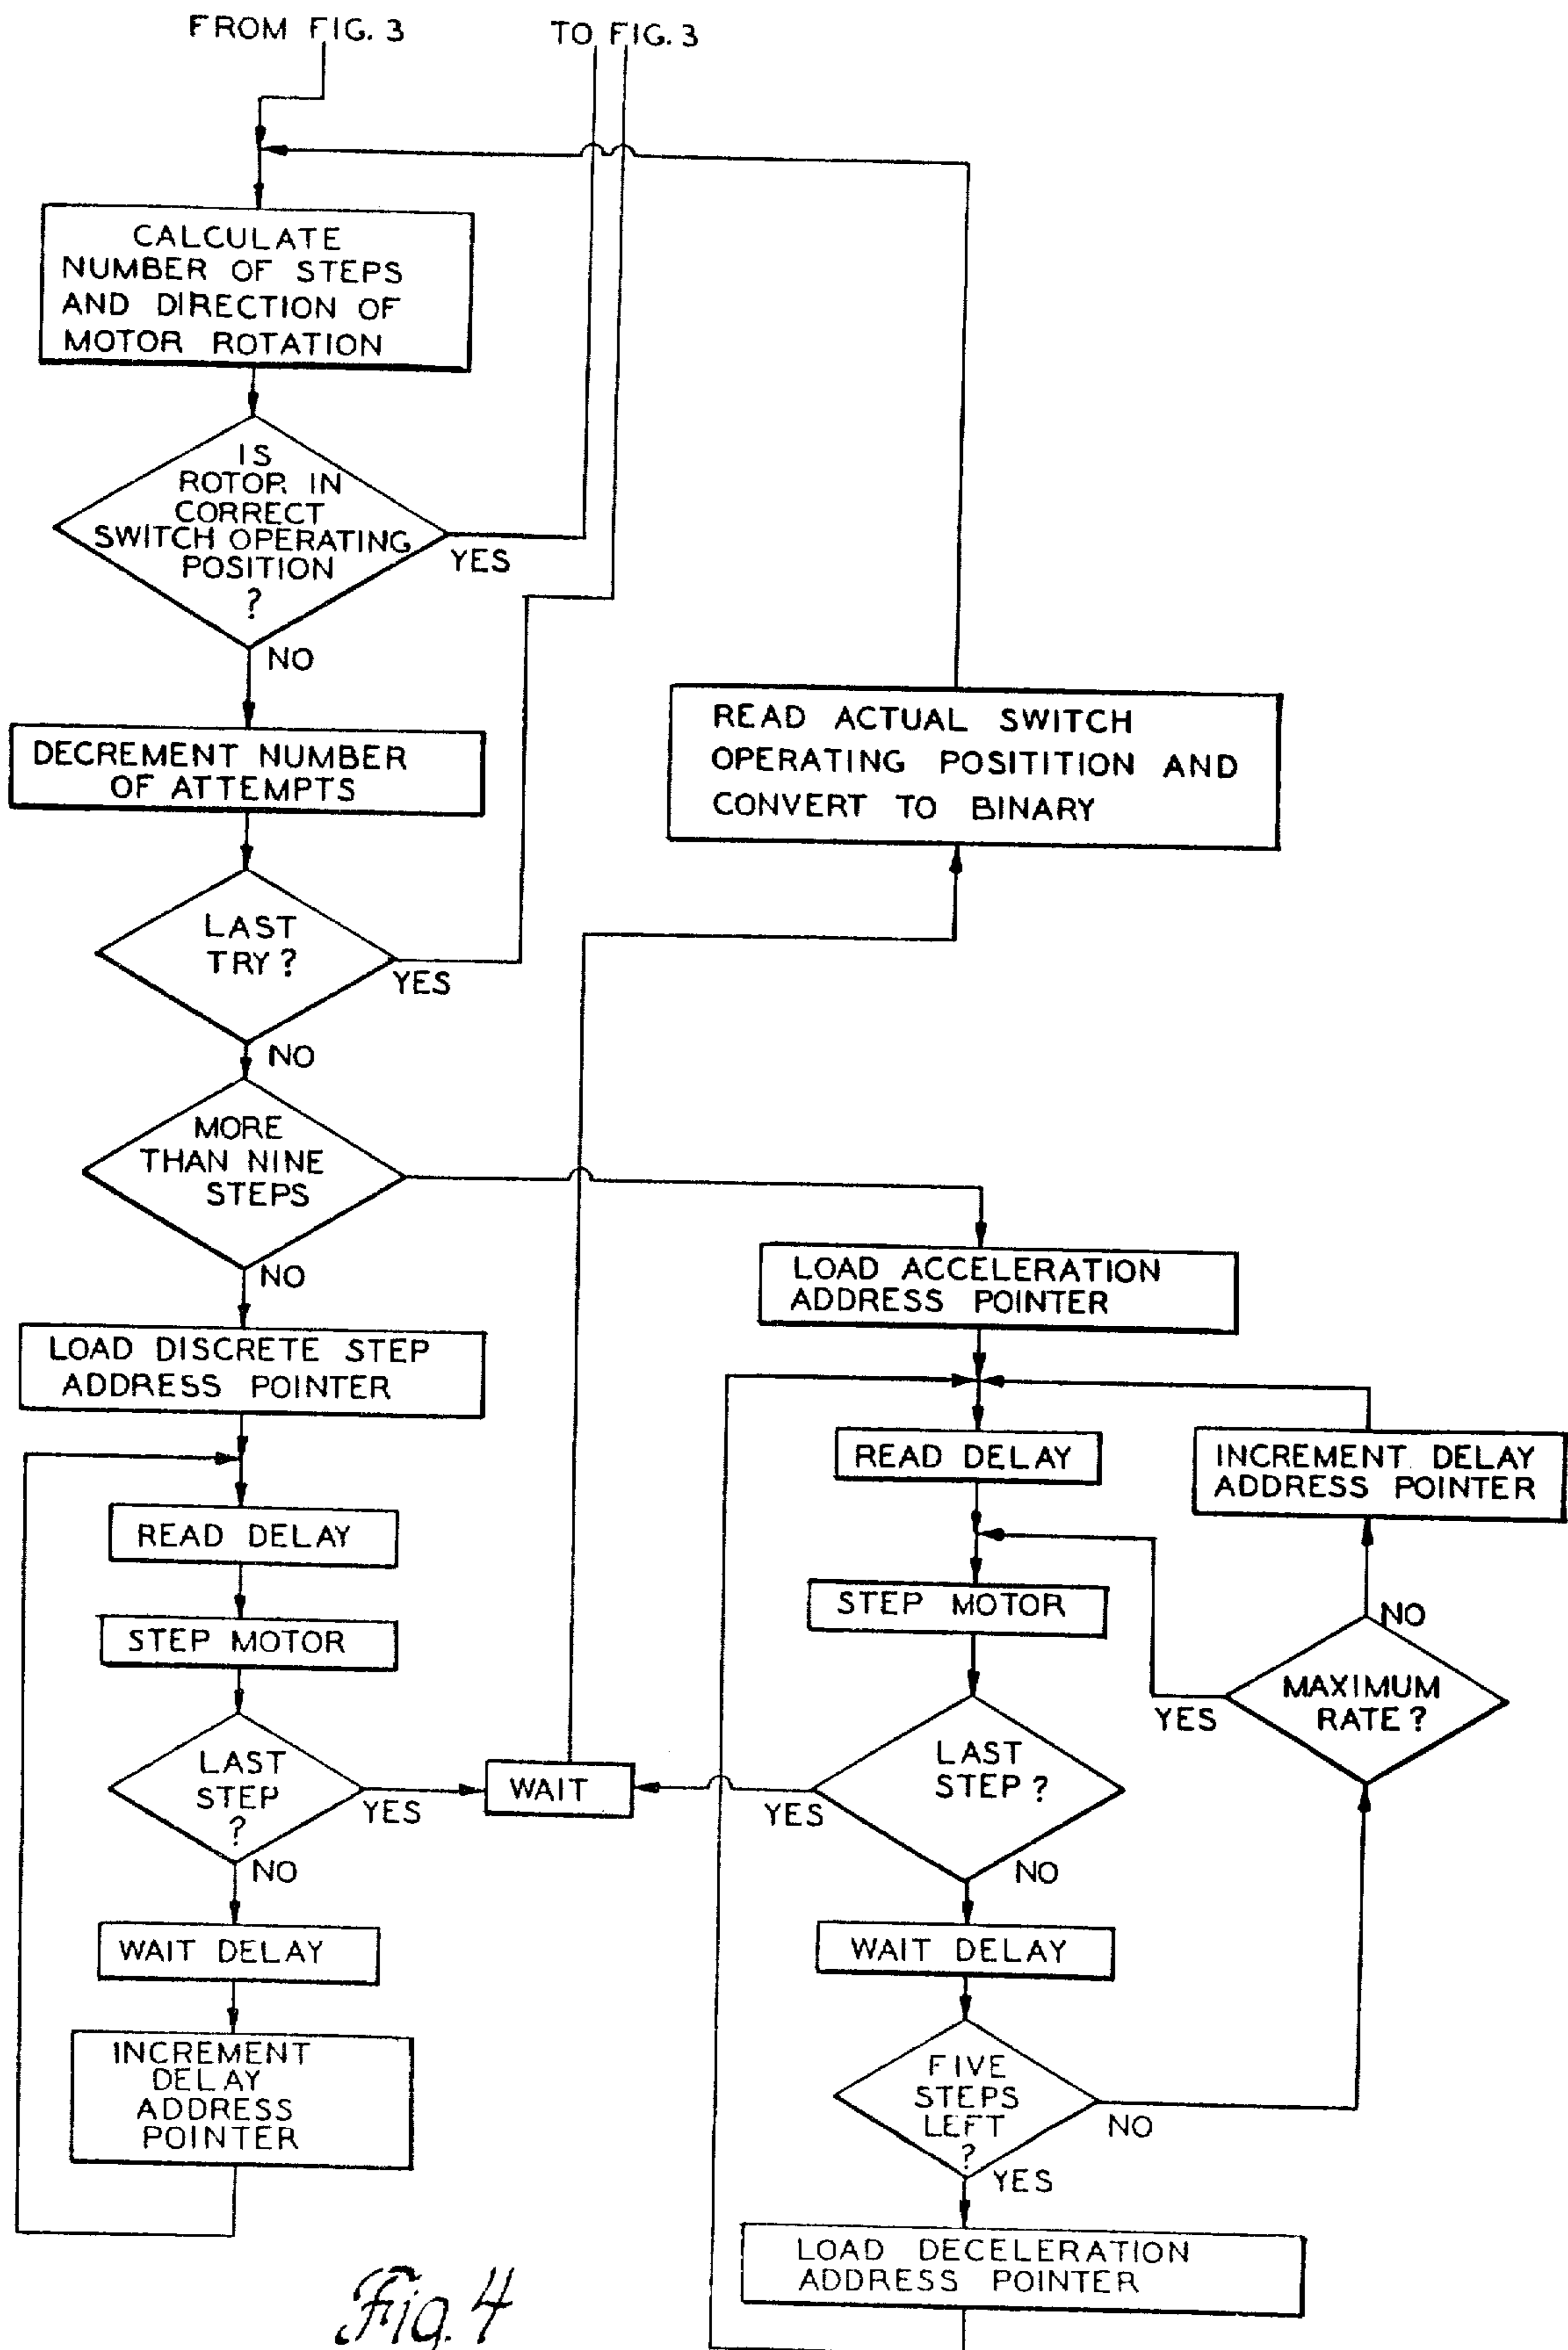 FROM FIG. 3
TO FIG. 3
CALCULATE
NUMBER OF STEPS
AND DIRECTION OF
MOTOR ROTATION
IS
ROTOR IN
CORRECT
SWITCH OPERATING
POSITION
?
YES
NO
DECREMENT NUMBER
OF ATTEMPTS
READ ACTUAL SWITCH
OPERATING POSITITION AND
CONVERT TO BINARY
LAST
TRY?
YES
NO
MORE
THAN NINE
STEPS
NO
LOAD DISCRETE STEP
ADDRESS POINTER
READ DELAY
STEP MOTOR
LAST
STEP
?
YES
NO
WAIT
WAIT DELAY
INCREMENT
DELAY
ADDRESS
POINTER
LOAD ACCELERATION
ADDRESS POINTER
READ DELAY
STEP MOTOR
LAST
STEP?
YES
NO
WAIT DELAY
FIVE
STEPS
LEFT
?
NO
YES
LOAD DECELERATION
ADDRESS POINTER
INCREMENT DELAY
ADDRESS POINTER
NO
MAXIMUM
RATE?
YES
Fig. 4